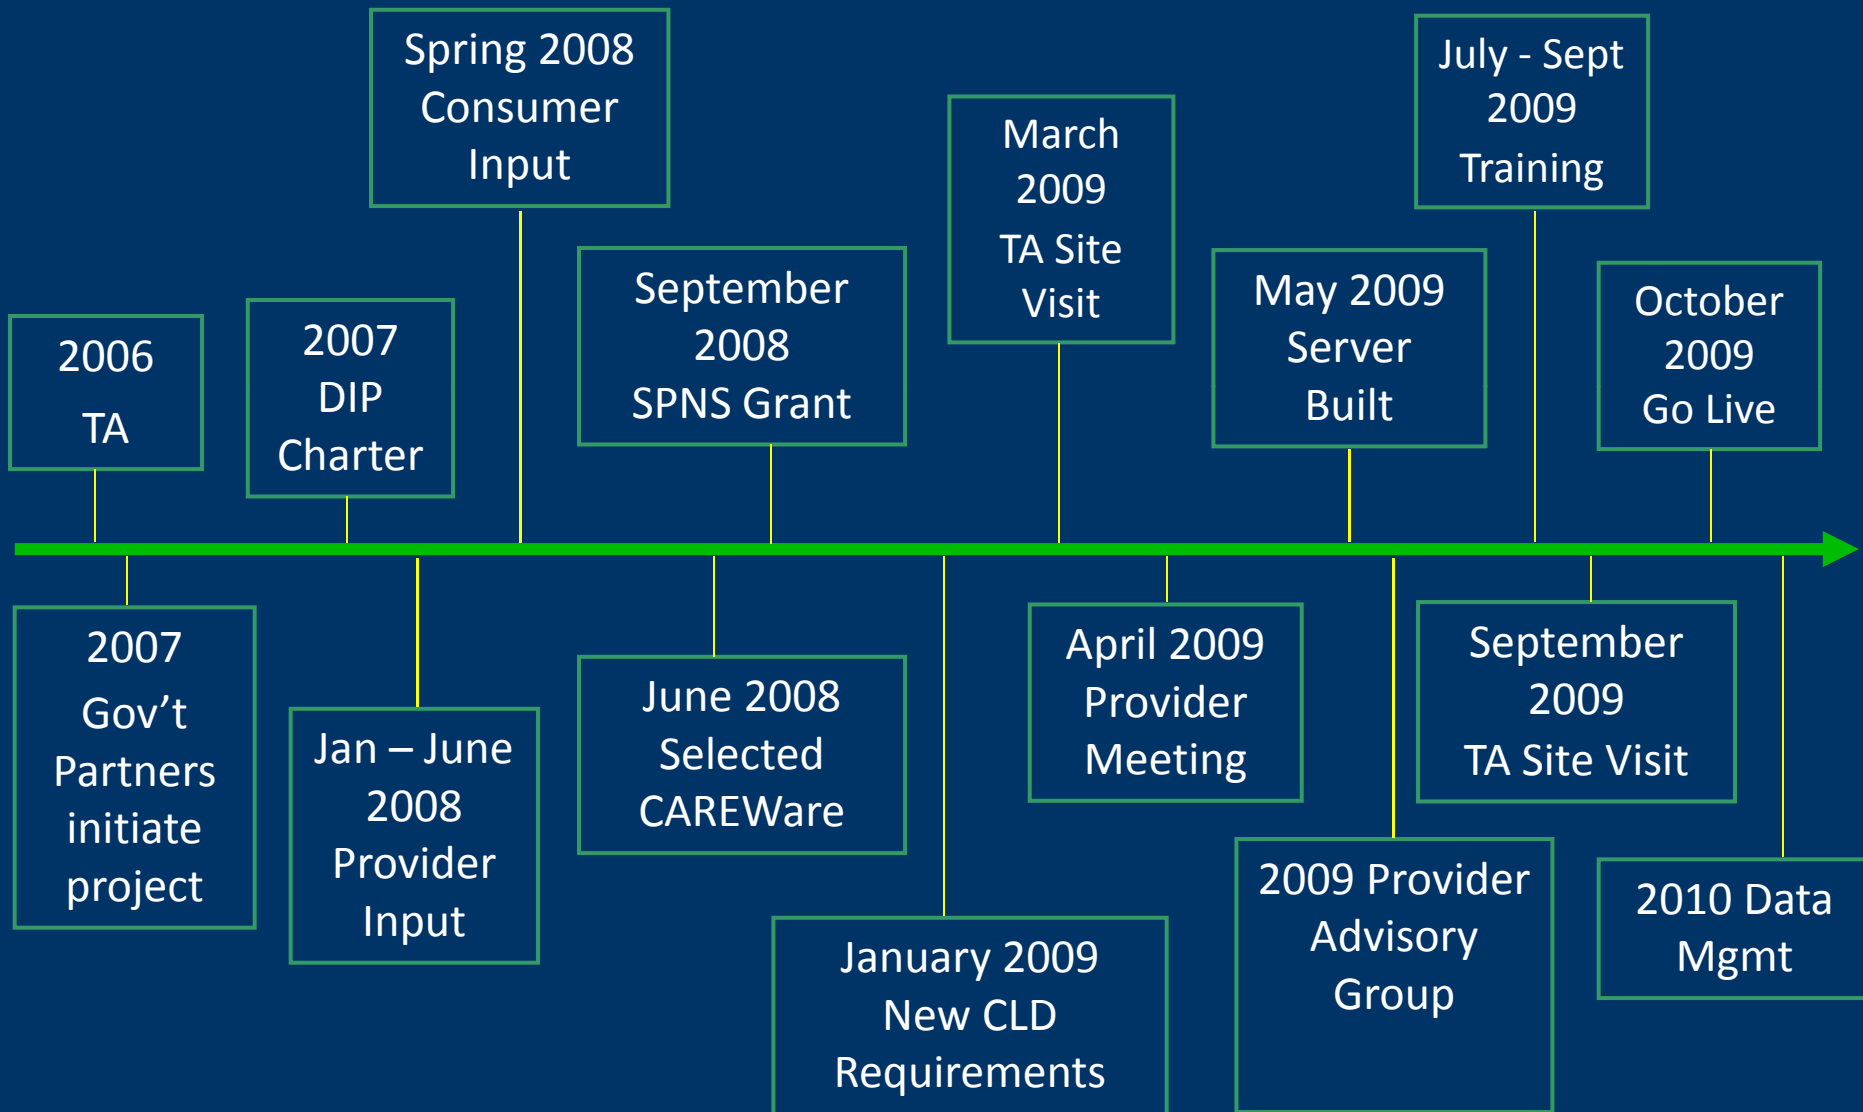 Spring 2008
Consumer
Input
July - Sept
2009
Training
March
2009
TA Site
Visit
September
2008
SPNS Grant
May 2009
Server
Built
October
2009
Go Live
2006
TA
2007
DIP
Charter
2007
Gov’t
Partners
initiate
project
Jan – June
2008
Provider
Input
June 2008
Selected
CAREWare
January 2009
New CLD
Requirements
April 2009
Provider
Meeting
2009 Provider
Advisory
Group
September
2009
TA Site Visit
2010 Data
Mgmt